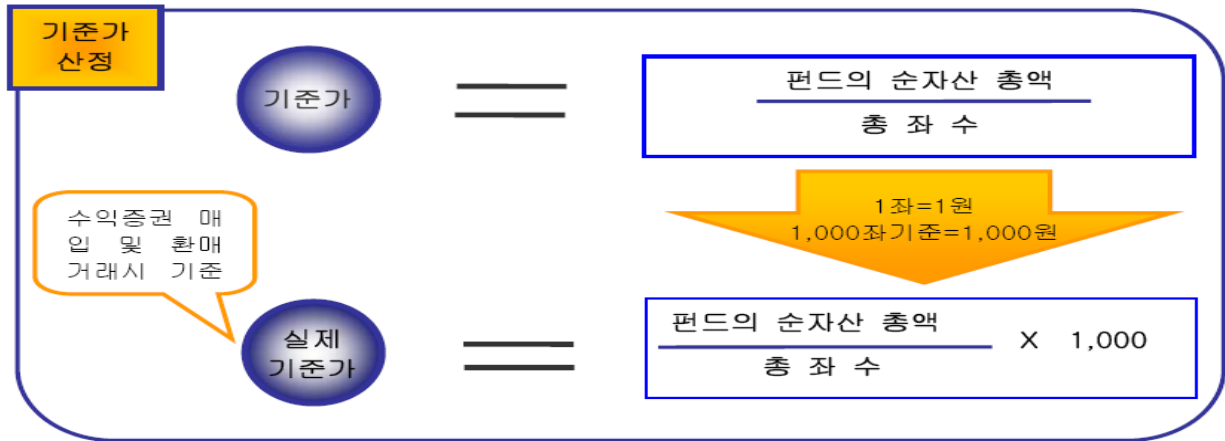 기준가
산정
기준가
펀드의 순자산 총액
총 좌 수
1좌=1원
1,000좌기준=1,000원
수익증권 매
입 및 환매
거래시 기준
실제
기준가
펀드의 순자산 총액
총 좌 수
X 1,000